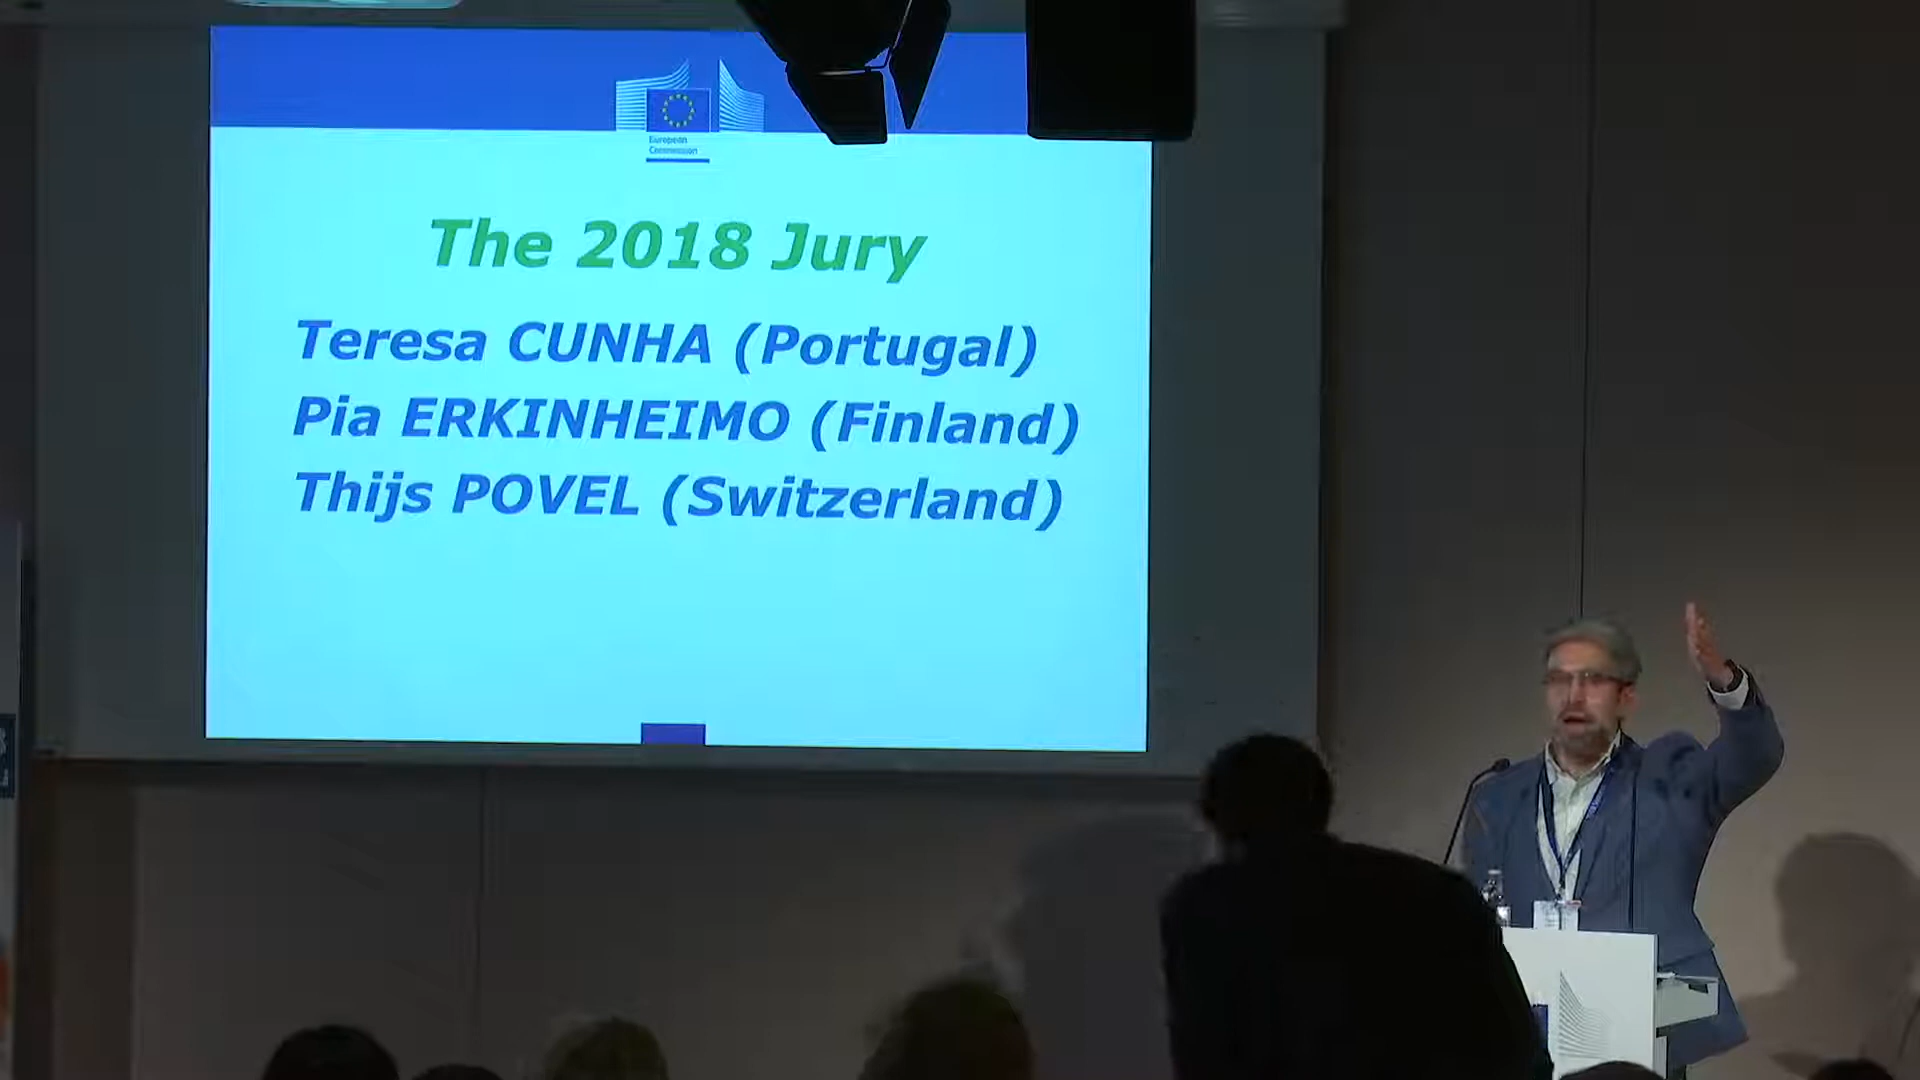 European
Commission
The 2018 Jury
Teresa CUNHA (Portugal)
Pia ERKINHEIMO (Finland)
Thijs POVEL (Switzerland)